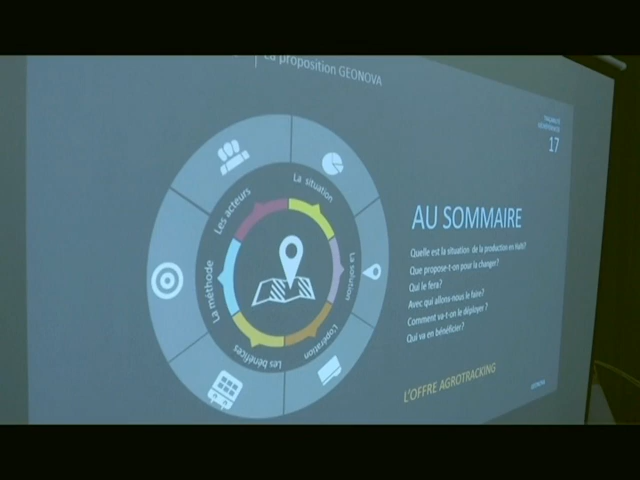 La proposition GEONOVA
17
AU SOMMAIRE
Quelle est la situation de la production en Haïti?
Que propose-t-on pour la changer?
Qui le fera?
Avec qui allons-nous le faire?
Comment va-t-on le déployer?
Qui va en bénéficier?
L'OFFRE AGROTRACKING
GEONOVA
La situation
La solution
L'opération
Les bénéfices
La méthode
Les acteurs